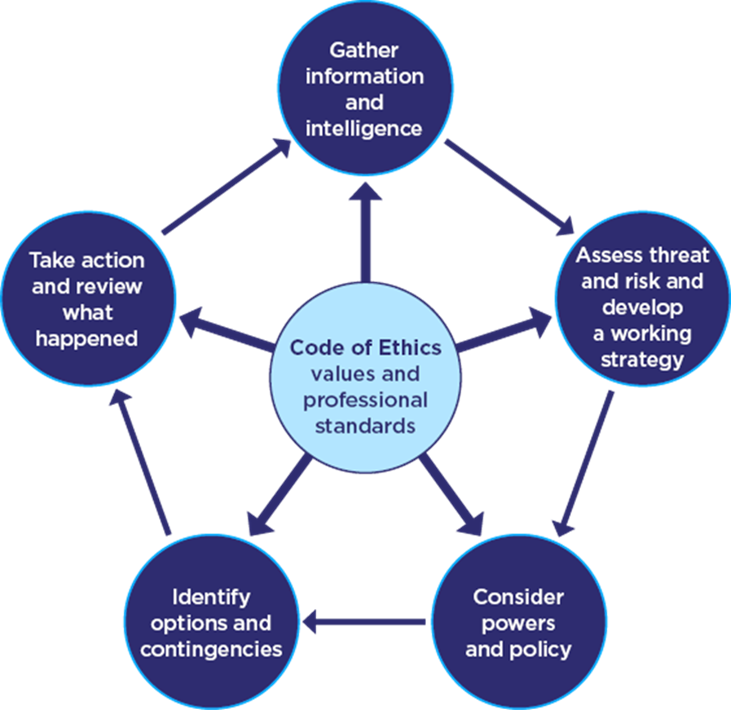 Gather
information
and
intelligence
Assess threat
and risk and
develop
a working
strategy
Consider
powers
and policy
Identify
options and
contingencies
Take action
and review
what
happened
Code of Ethics
values and
professional
standards